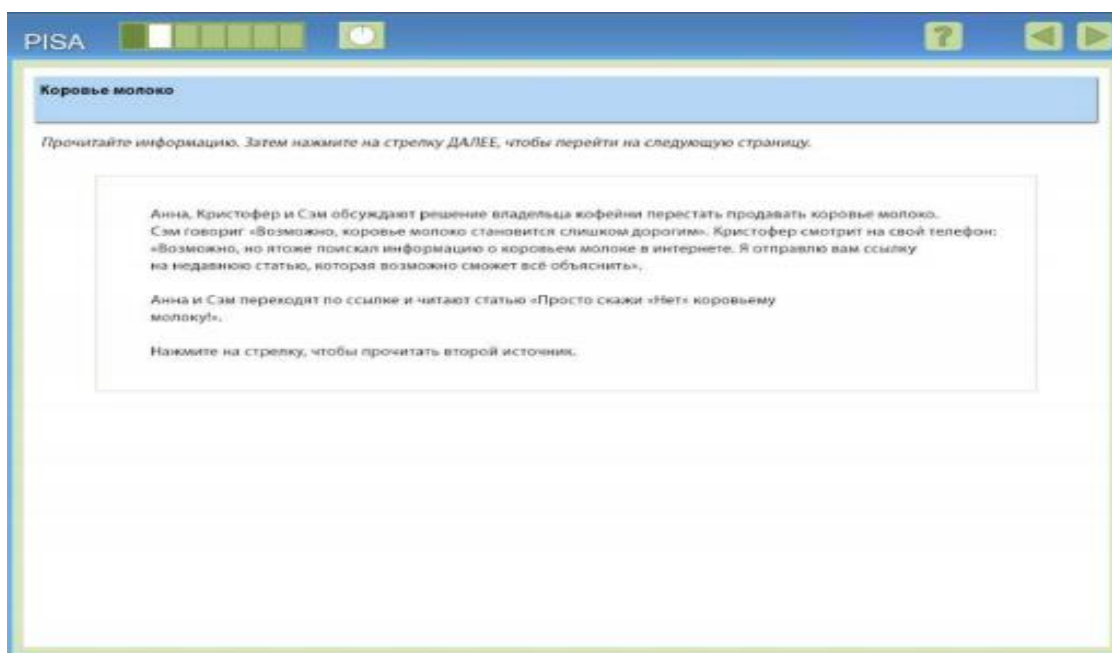 PISA
?
Коровье молоко
Прочитайте информацию. Затем нажмите на стрелку ДАЛЕЕ, чтобы перейти на следующую страницу.
Анна, Кристофер и Сэм обсуждают решение владельца кофейни перестать продавать коровье молоко.
Сэм говорит «Возможно, коровье молоко становится слишком дорогим». Кристофер смотрит на свой телефон:
«Возможно, но ятоже поискал информацию о коровьем молоке в интернете. Я отправлю вам ссылку
на недавнюю статью, которая возможно сможет всё объяснить».
Анна и Сэм переходят по ссылке и читают статью «Просто скажи «Нет» коровьему
молоку!».
Нажмите на стрелку, чтобы прочитать второй источник.